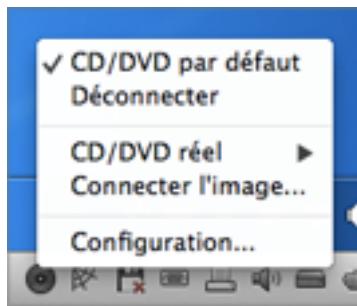 CD/DVD par défaut
Déconnecter
CD/DVD réel
Connecter l'image...
Configuration...